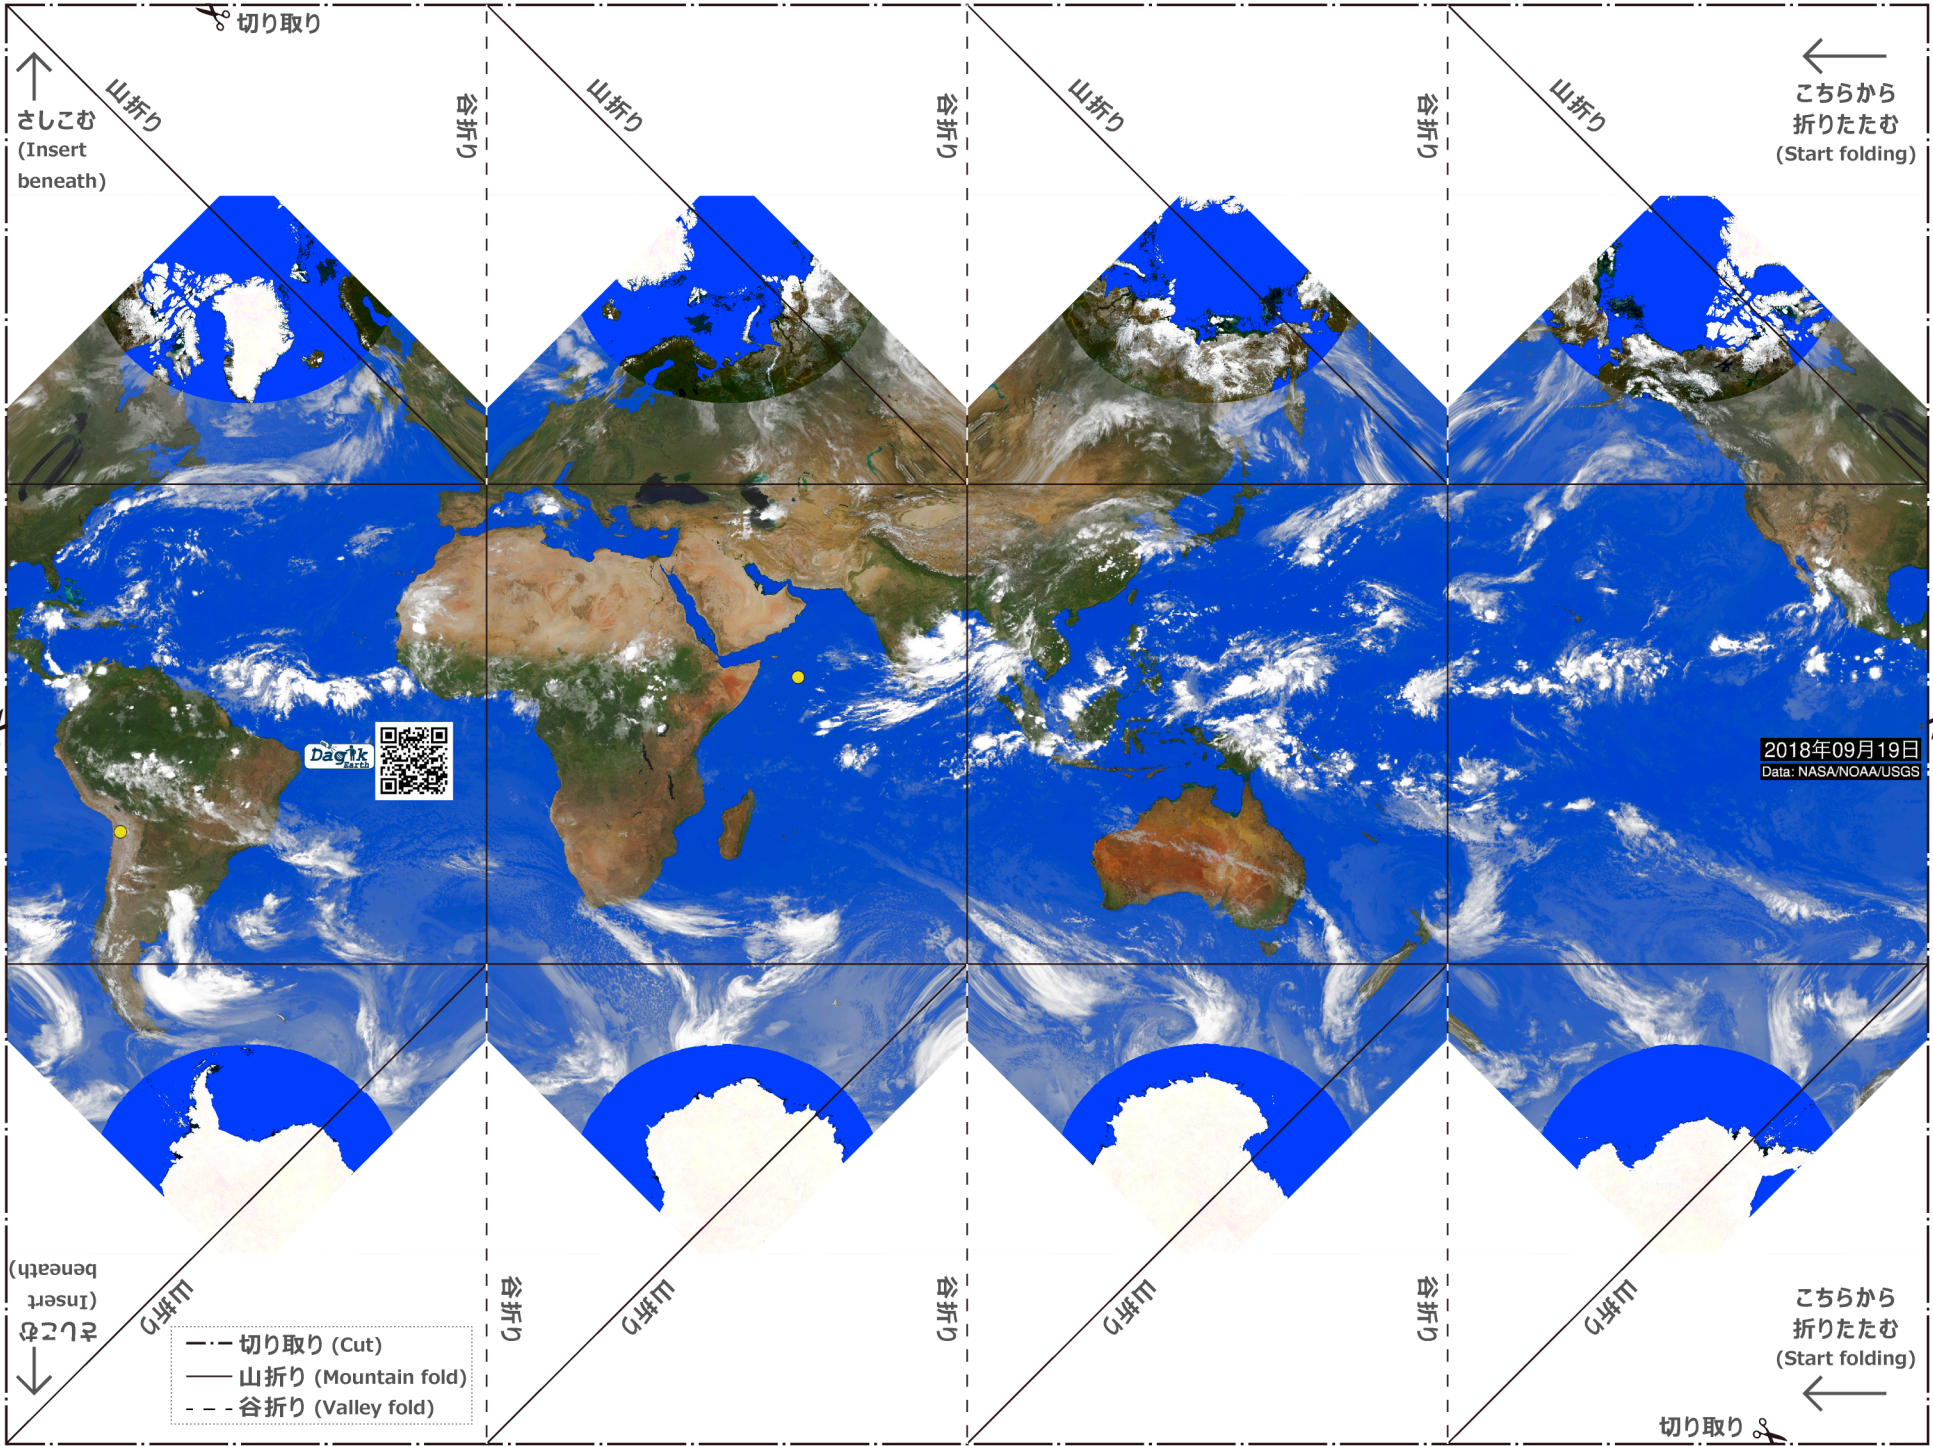 切り取り
さしこむ
(Insert
beneath)
山折り
谷折り
山折り
谷折り
山折り
谷折り
山折り
こちらから
折りたたむ
(Start folding)
Dagik
Earth
2018年09月19日
Data: NASA/NOAA/USGS
さしこむ
(Insert
beneath)
山折り
谷折り
山折り
谷折り
山折り
谷折り
山折り
こちらから
折りたたむ
(Start folding)
切り取り (Cut)
山折り (Mountain fold)
谷折り (Valley fold)
切り取り